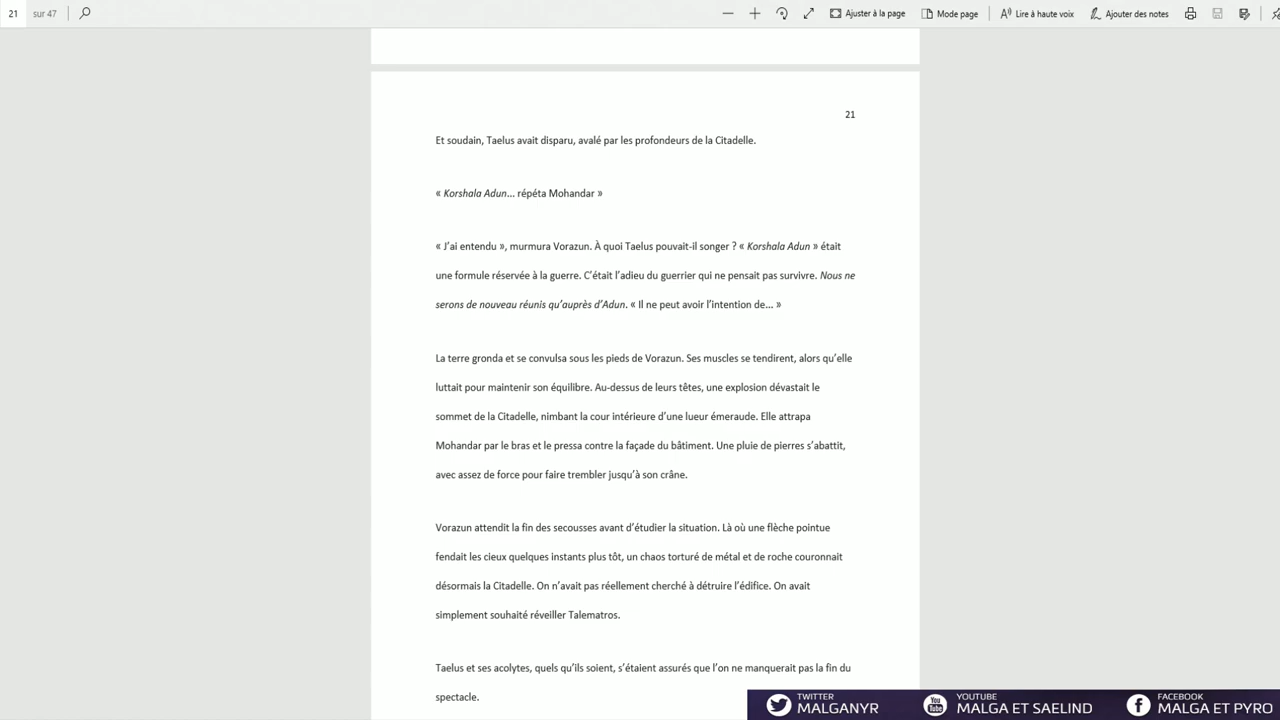 21 sur 47 Ajuster à la page Mode page Lire à haute voix Ajouter des notes
21
Et soudain, Taelus avait disparu, avalé par les profondeurs de la Citadelle.
« Korshala Adun... répéta Mohandar »
« J’ai entendu », murmura Vorazun. À quoi Taelus pouvait-il songer ? « Korshala Adun » était
une formule réservée à la guerre. C’était l’adieu du guerrier qui ne pensait pas survivre. Nous ne
serons de nouveau réunis qu’auprès d’Adun. « Il ne peut avoir l’intention de... »
La terre gronda et se convulsa sous les pieds de Vorazun. Ses muscles se tendirent, alors qu’elle
luttait pour maintenir son équilibre. Au-dessus de leurs têtes, une explosion dévastait le
sommet de la Citadelle, nimbant la cour intérieure d’une lueur émeraude. Elle attrapa
Mohandar par le bras et le pressa contre la façade du bâtiment. Une pluie de pierres s’abattit,
avec assez de force pour faire trembler jusqu’à son crâne.
Vorazun attendit la fin des secousses avant d’étudier la situation. Là où une flèche pointue
fendait les cieux quelques instants plus tôt, un chaos torturé de métal et de roche couronnait
désormais la Citadelle. On n’avait pas réellement cherché à détruire l’édifice. On avait
simplement souhaité réveiller Talematros.
Taelus et ses acolytes, quels qu’ils soient, s’étaient assurés que l’on ne manquerait pas la fin du
spectacle.
TWITTER
MALGANYR
YOUTUBE
MALGA ET SAELIND
FACEBOOK
MALGA ET PYRO